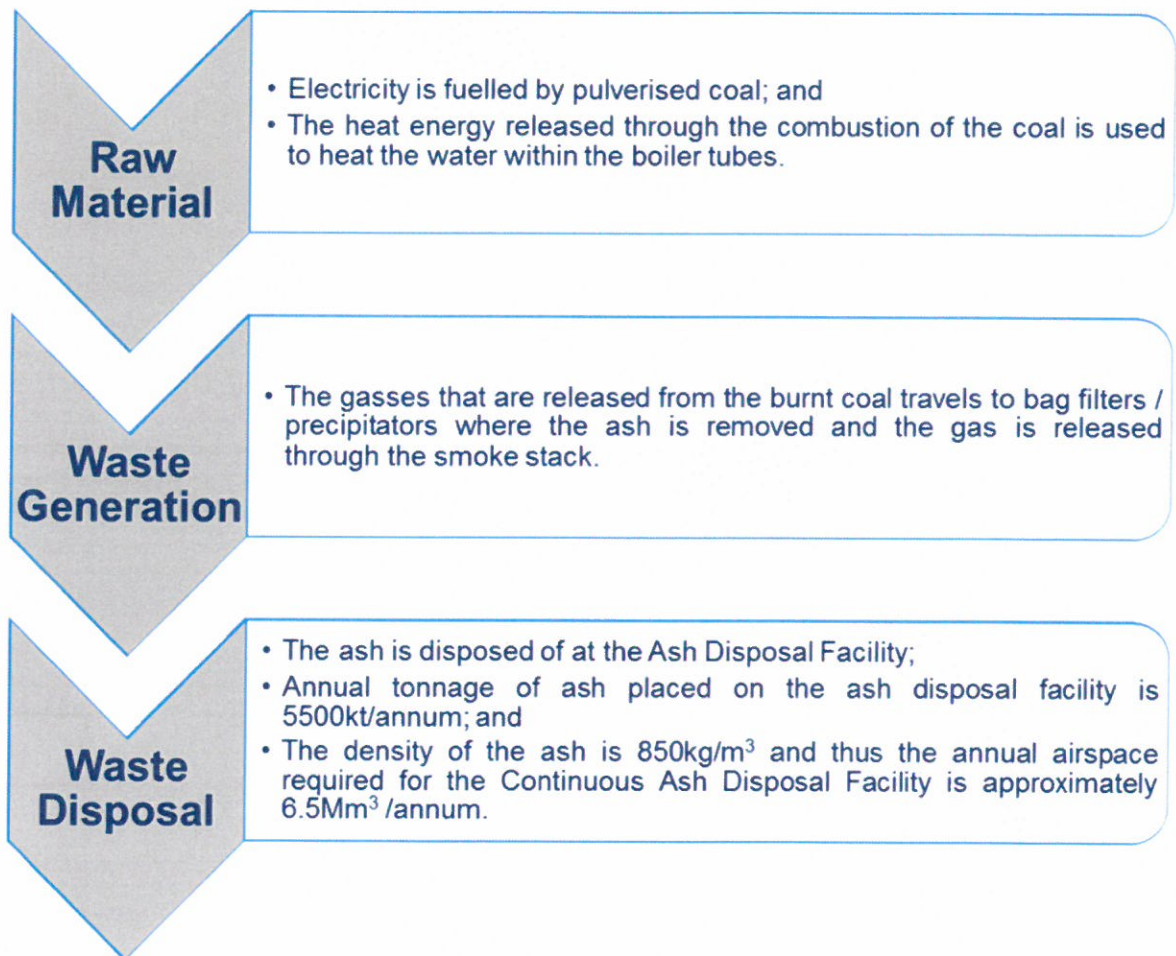 Raw
Material
• Electricity is fuelled by pulverised coal; and
• The heat energy released through the combustion of the coal is used
to heat the water within the boiler tubes.
Waste
Generation
• The gasses that are released from the burnt coal travels to bag filters /
precipitators where the ash is removed and the gas is released
through the smoke stack.
Waste
Disposal
• The ash is disposed of at the Ash Disposal Facility;
• Annual tonnage of ash placed on the ash disposal facility is
5500kt/annum; and
• The density of the ash is 850kg/m³ and thus the annual airspace
required for the Continuous Ash Disposal Facility is approximately
6.5Mm³ /annum.